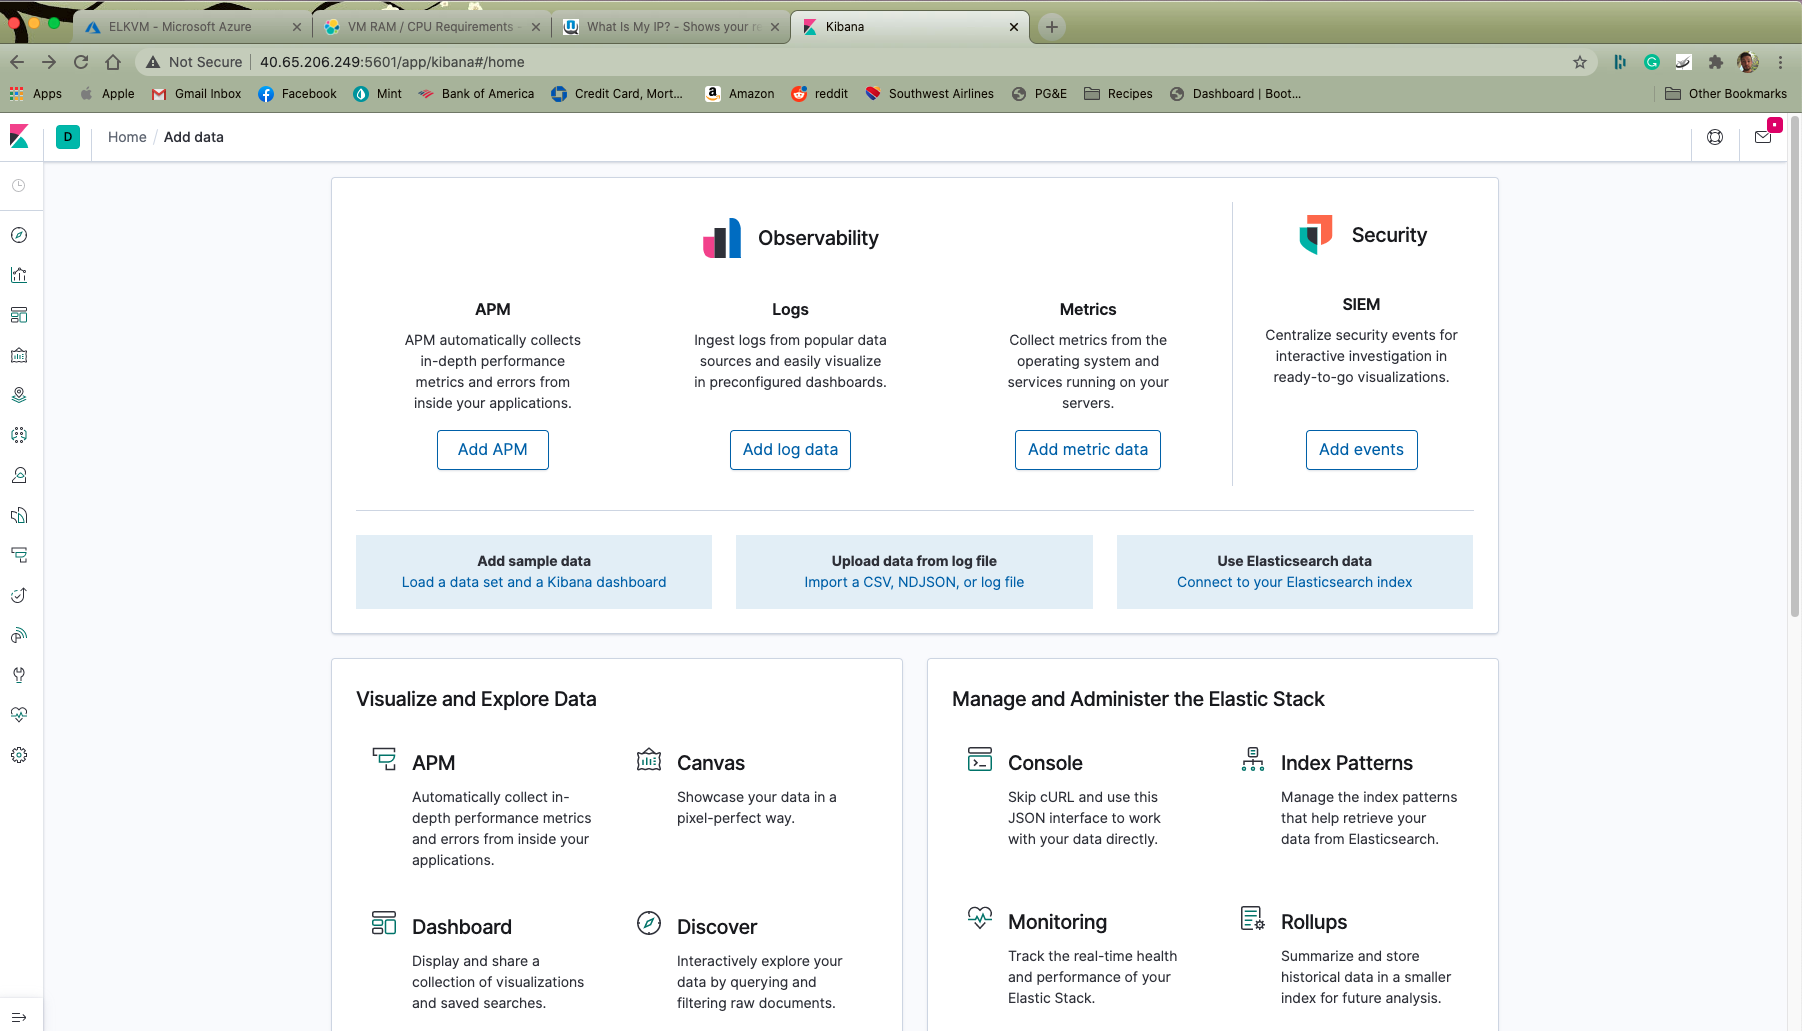 ELKVM - Microsoft Azure
VM RAM / CPU Requirements -
What Is My IP? - Shows your re
Kibana
Not Secure
40.65.206.249:5601/app/kibana#/home
Apps
Apple
Gmail Inbox
Facebook
Mint
Bank of America
Credit Card, Mort...
Amazon
reddit
Southwest Airlines
PG&E
Recipes
Dashboard | Boot...
Other Bookmarks
D
Home / Add data
Observability
Security
APM
APM automatically collects
in-depth performance
metrics and errors from
inside your applications.
Add APM
Logs
Ingest logs from popular data
sources and easily visualize
in preconfigured dashboards.
Add log data
Metrics
Collect metrics from the
operating system and
services running on your
servers.
Add metric data
SIEM
Centralize security events for
interactive investigation in
ready-to-go visualizations.
Add events
Add sample data
Load a data set and a Kibana dashboard
Upload data from log file
Import a CSV, NDJSON, or log file
Use Elasticsearch data
Connect to your Elasticsearch index
Visualize and Explore Data
APM
Automatically collect in-
depth performance metrics
and errors from inside your
applications.
Canvas
Showcase your data in a
pixel-perfect way.
Dashboard
Display and share a
collection of visualizations
and saved searches.
Discover
Interactively explore your
data by querying and
filtering raw documents.
Manage and Administer the Elastic Stack
Console
Skip cURL and use this
JSON interface to work
with your data directly.
Index Patterns
Manage the index patterns
that help retrieve your
data from Elasticsearch.
Monitoring
Track the real-time health
and performance of your
Elastic Stack.
Rollups
Summarize and store
historical data in a smaller
index for future analysis.